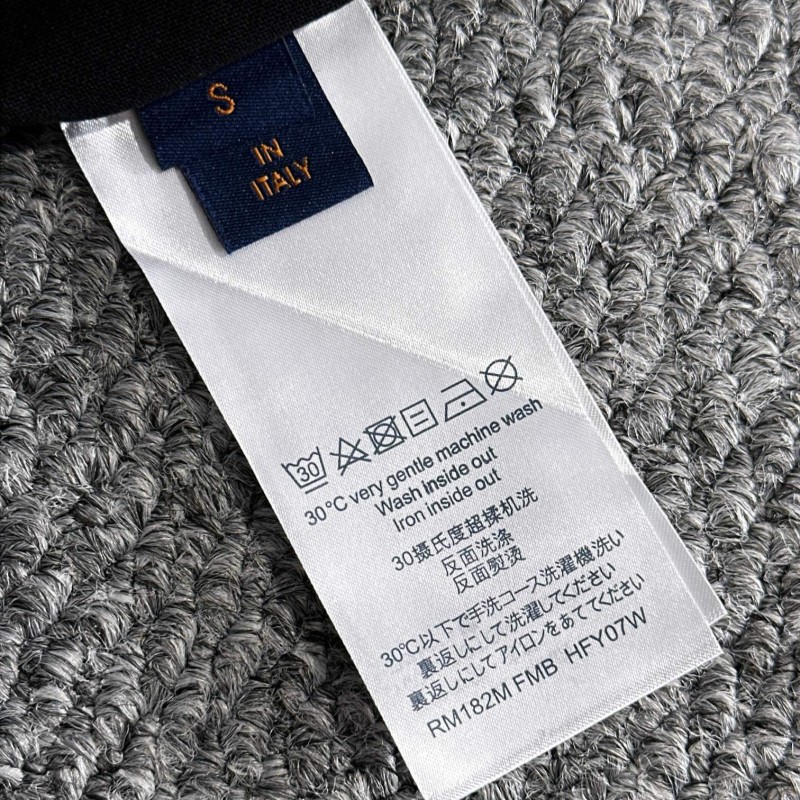 S
IN
ITALY
30
30°C very gentle machine wash
Wash Inside out
Iron inside out
30摄氏度超揉机洗
反面洗涤
反面熨烫
30℃以下で手洗コース洗濯機洗い
裏返しにして洗濯してください
裏返しにしてアイロンをあててください
RM182M FMB HFY07W